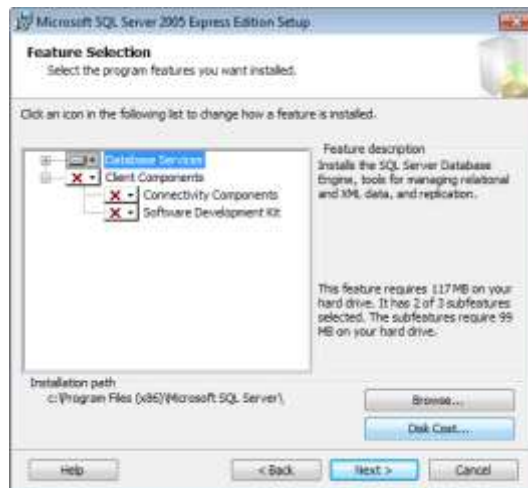 Microsoft SQL Server 2005 Express Edition Setup
Feature Selection
Select the program features you want installed.
Click an icon in the following list to change how a feature is installed.
Database Services
Client Components
Connectivity Components
Software Development Kit
Feature description
Installs the SQL Server Database
Engine, tools for managing relational
and XML data, and replication.
This feature requires 117 MB on your
hard drive. It has 2 of 3 subfeatures
selected. The subfeatures require 99
MB on your hard drive.
Installation path
c:\Program Files (x86)\Microsoft SQL Server\
Browse...
Disk Cost...
Help
< Back
Next >
Cancel